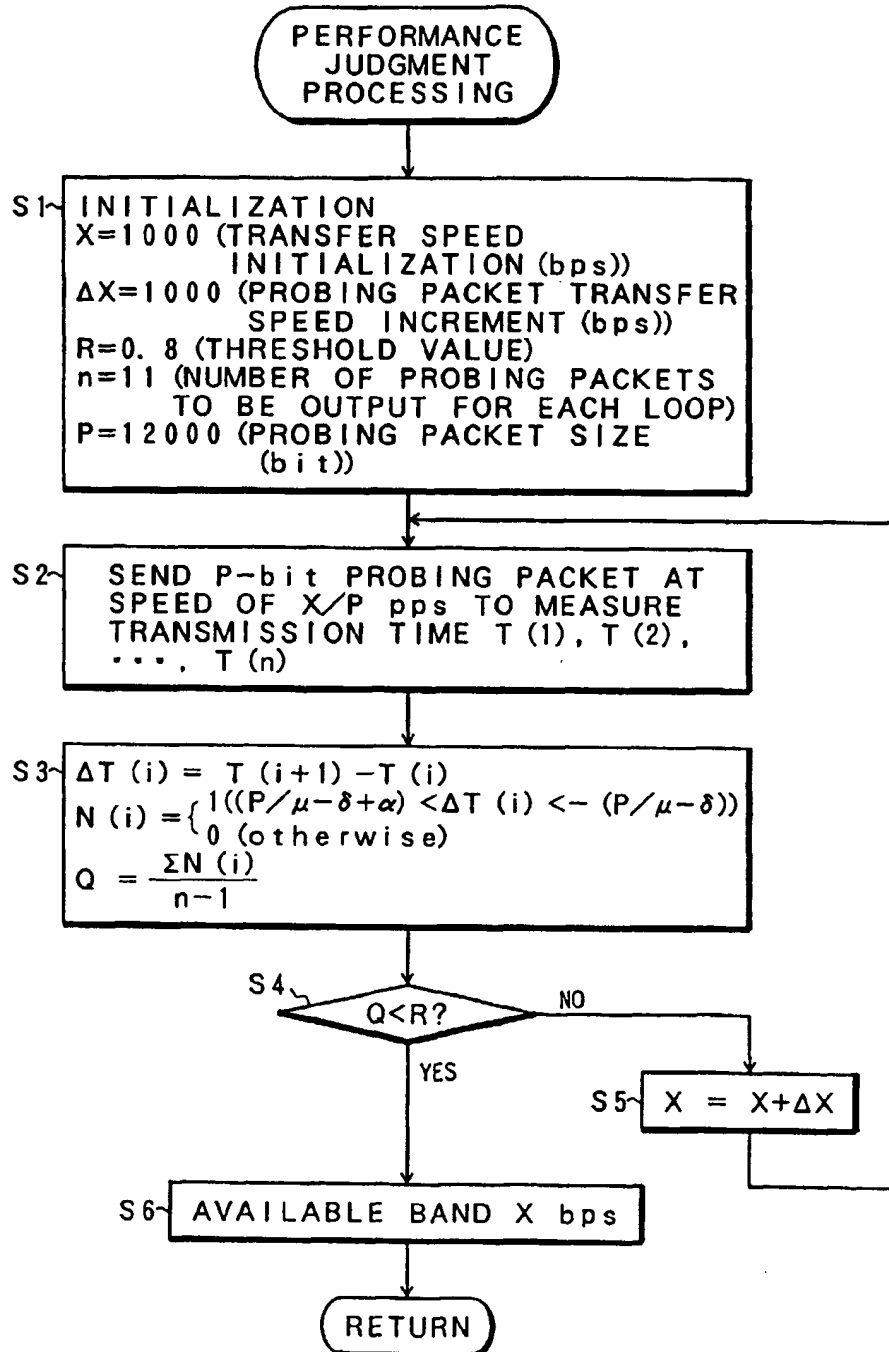 PERFORMANCE
JUDGMENT
PROCESSING
S1
INITIALIZATION
X=1000 (TRANSFER SPEED
INITIALIZATION (bps))
ΔX=1000 (PROBING PACKET TRANSFER
SPEED INCREMENT (bps))
R=0.8 (THRESHOLD VALUE)
n=11 (NUMBER OF PROBING PACKETS
TO BE OUTPUT FOR EACH LOOP)
P=12000 (PROBING PACKET SIZE
(bit))
S2
SEND P-bit PROBING PACKET AT
SPEED OF X/P pps TO MEASURE
TRANSMISSION TIME T(1), T(2),
···, T(n)
S3
ΔT(i) = T(i+1) -T(i)
N(i) = { 1((P/μ-δ+α) <ΔT(i) <- (P/μ-δ))
0 (otherwise)
Q = ΣN(i)
n-1
S4
Q<R?
NO
YES
S5
X = X+ΔX
S6
AVAILABLE BAND X bps
RETURN